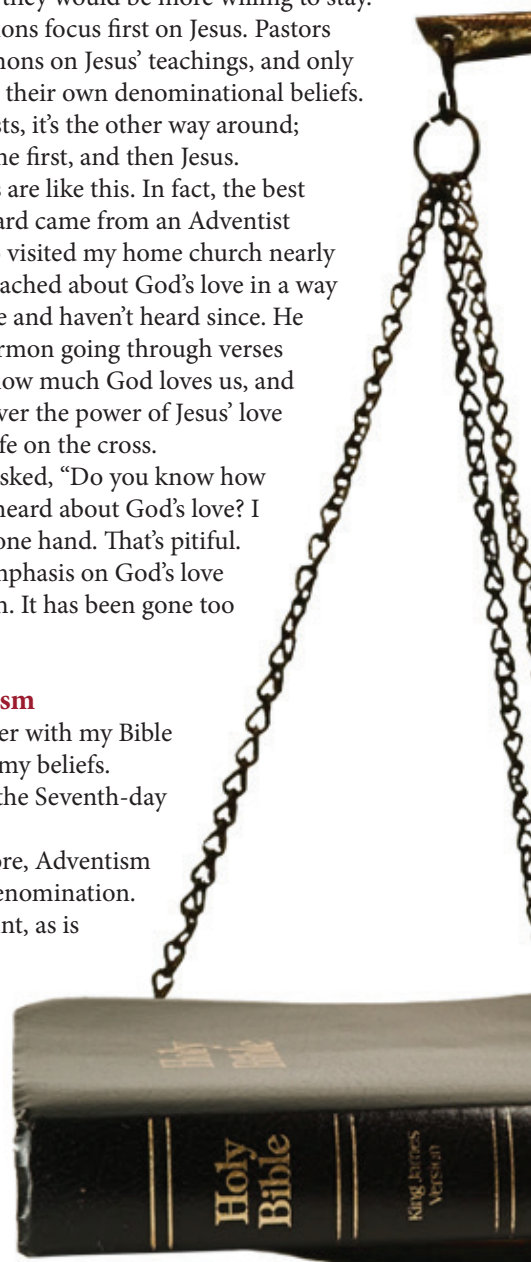 they would be more willing to stay.
ions focus first on Jesus. Pastors
mons on Jesus’ teachings, and only
their own denominational beliefs.
sts, it’s the other way around;
ne first, and then Jesus.
s are like this. In fact, the best
ard came from an Adventist
visited my home church nearly
ached about God’s love in a way
e and haven’t heard since. He
rmon going through verses
how much God loves us, and
ver the power of Jesus’ love
fe on the cross.
sked, “Do you know how
heard about God’s love? I
one hand. That’s pitiful.
mphasis on God’s love
n. It has been gone too
sm
er with my Bible
my beliefs.
the Seventh-day
ore, Adventism
enomination.
nt, as is
Holy
Bible
Holy
Bible
King James
Version